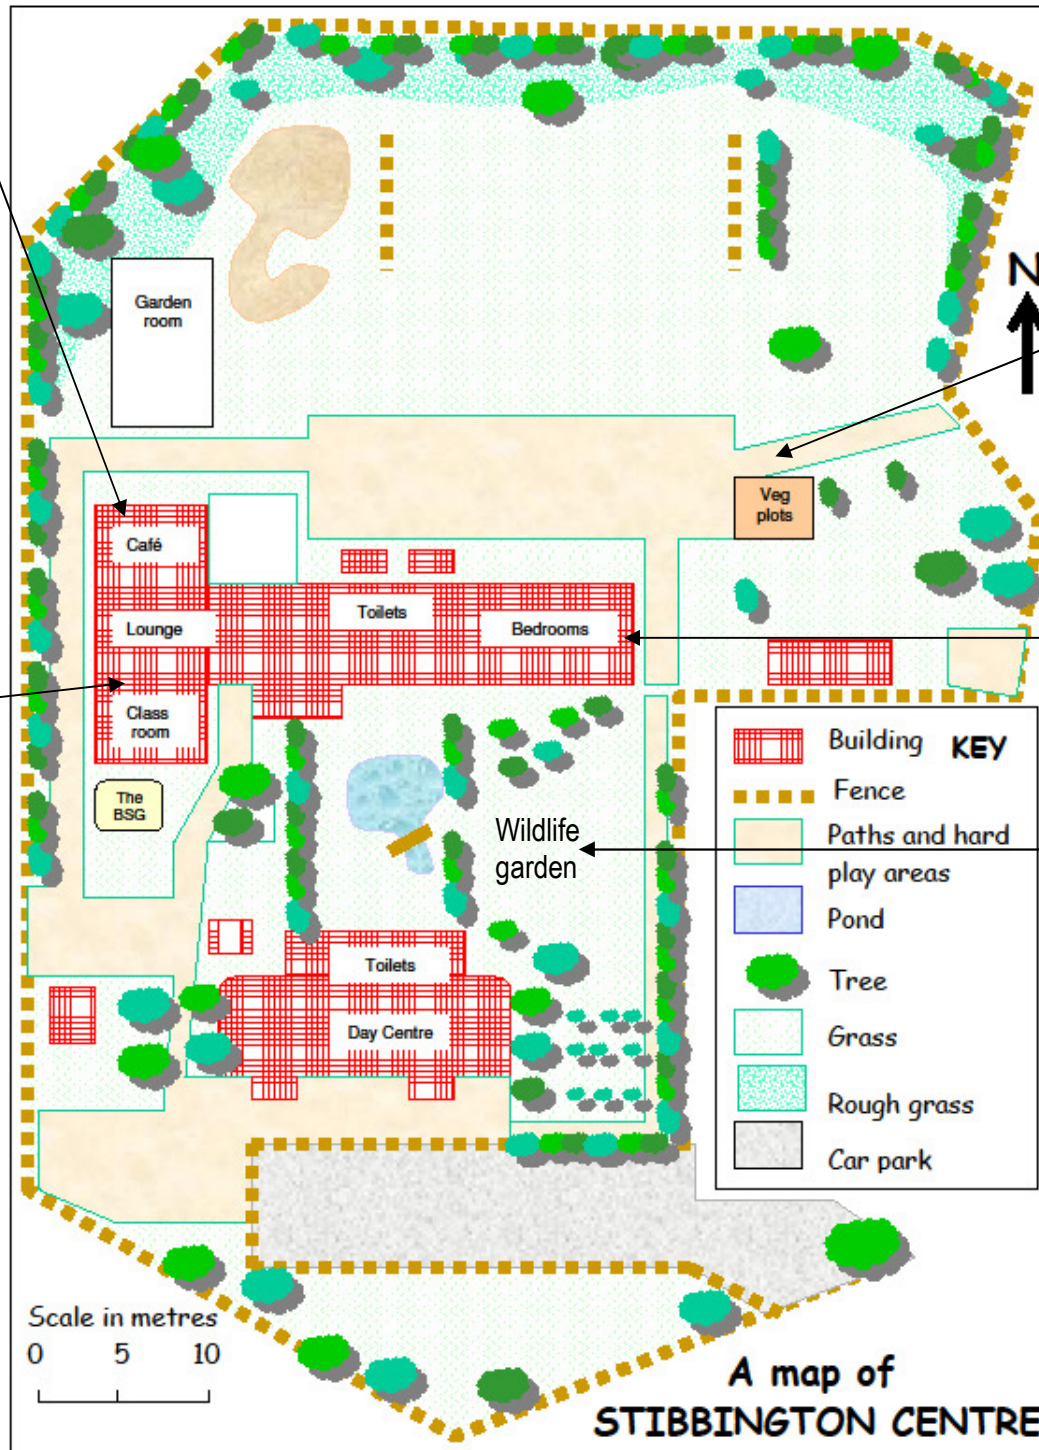 Garden
room
N
Veg
plots
Café
Toilets
Lounge
Bedrooms
Class
room
The
BSG
Wildlife
garden
Toilets
Day Centre
Building KEY
Fence
Paths and hard
play areas
Pond
Tree
Grass
Rough grass
Car park
Scale in metres
0 5 10
A map of
STIBBINGTON CENTRE